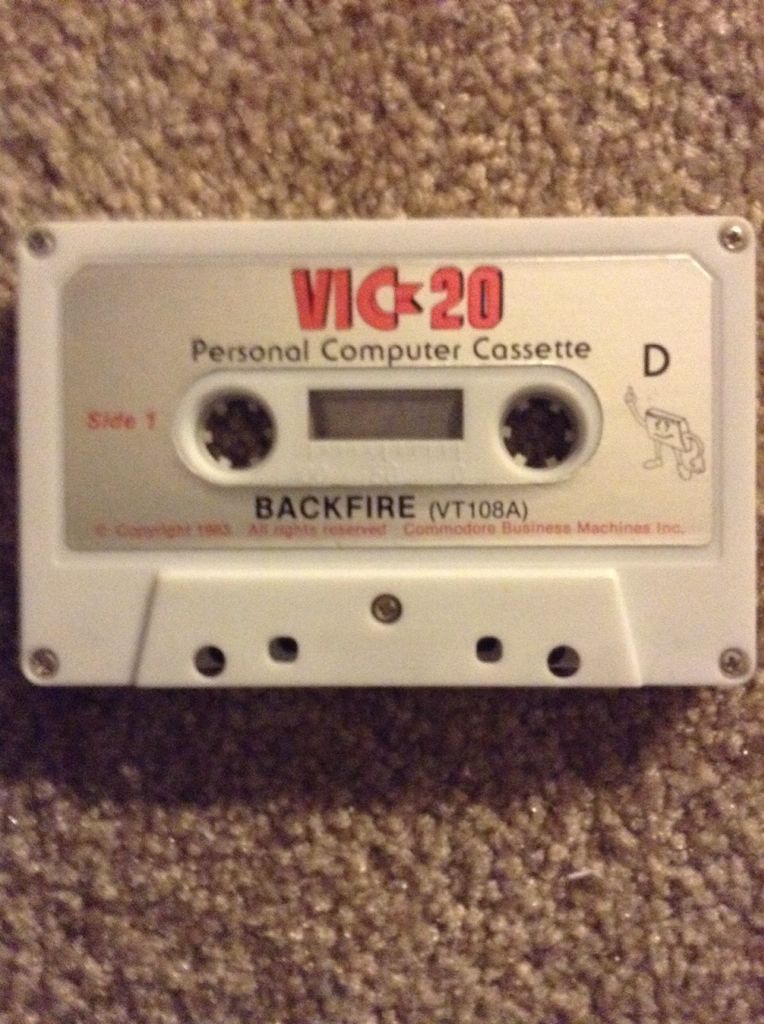 VIC 20
Personal Computer Cassette
D
Side 1
BACKFIRE (VT108A)
© Copyright 1983 All rights reserved Commodore Business Machines Inc.